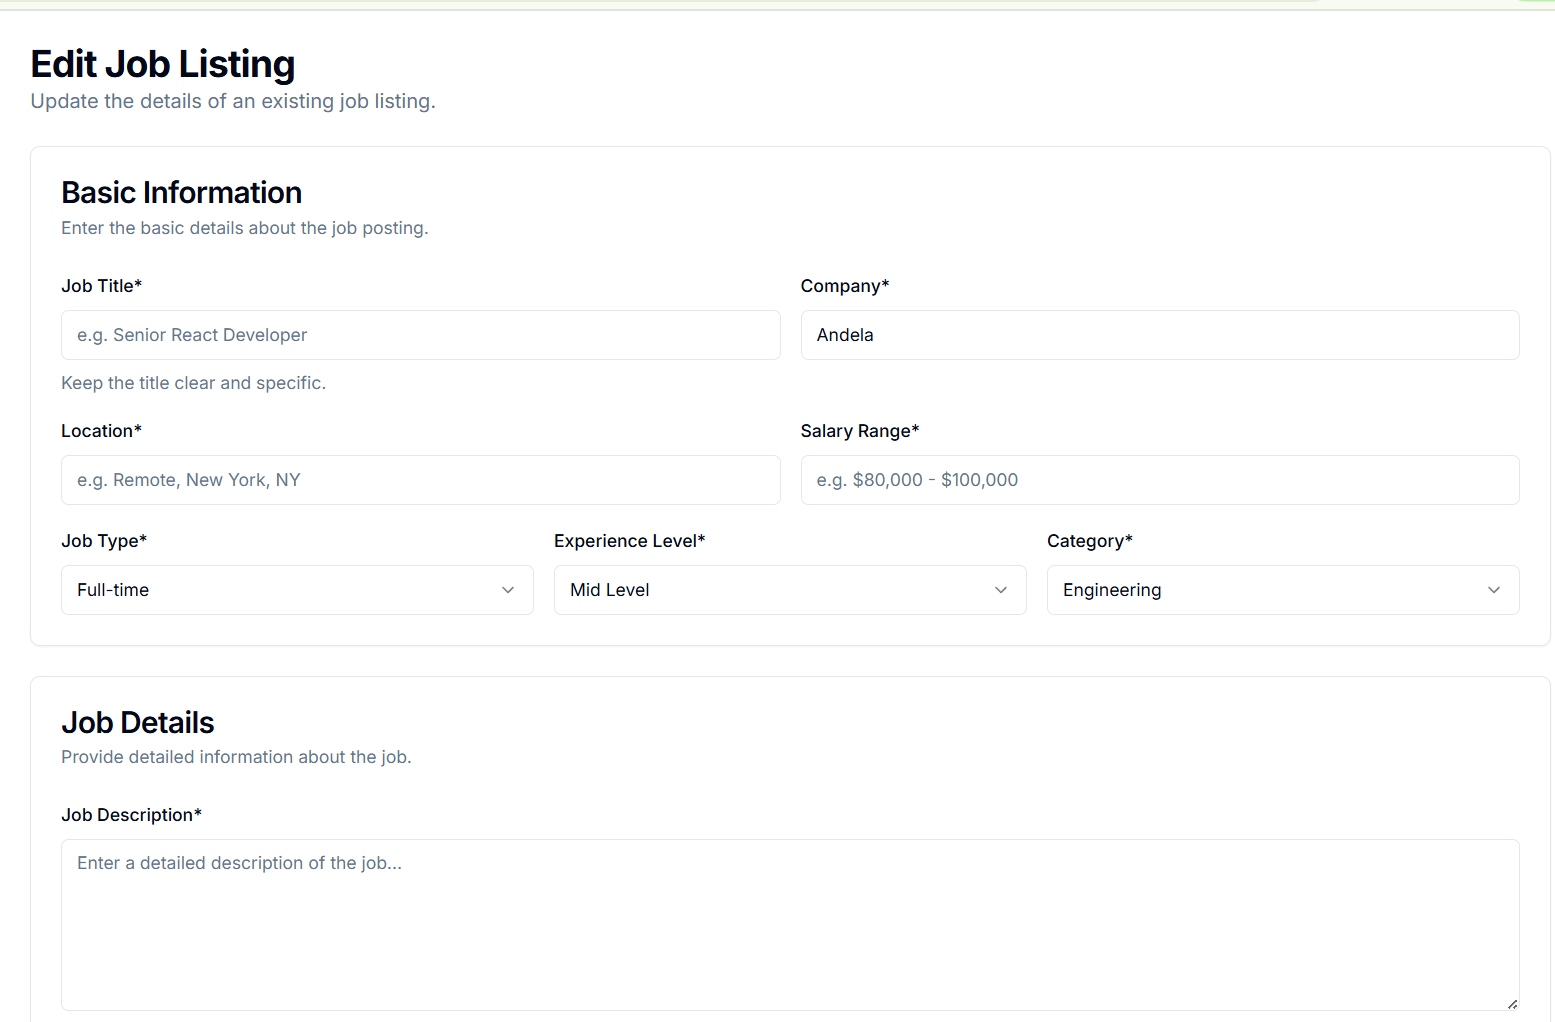 Edit Job Listing
Update the details of an existing job listing.
Basic Information
Enter the basic details about the job posting.
Job Title*
Company*
e.g. Senior React Developer
Andela
Keep the title clear and specific.
Location*
Salary Range*
e.g. Remote, New York, NY
e.g. $80,000 - $100,000
Job Type*
Experience Level*
Category*
Full-time
Mid Level
Engineering
Job Details
Provide detailed information about the job.
Job Description*
Enter a detailed description of the job...